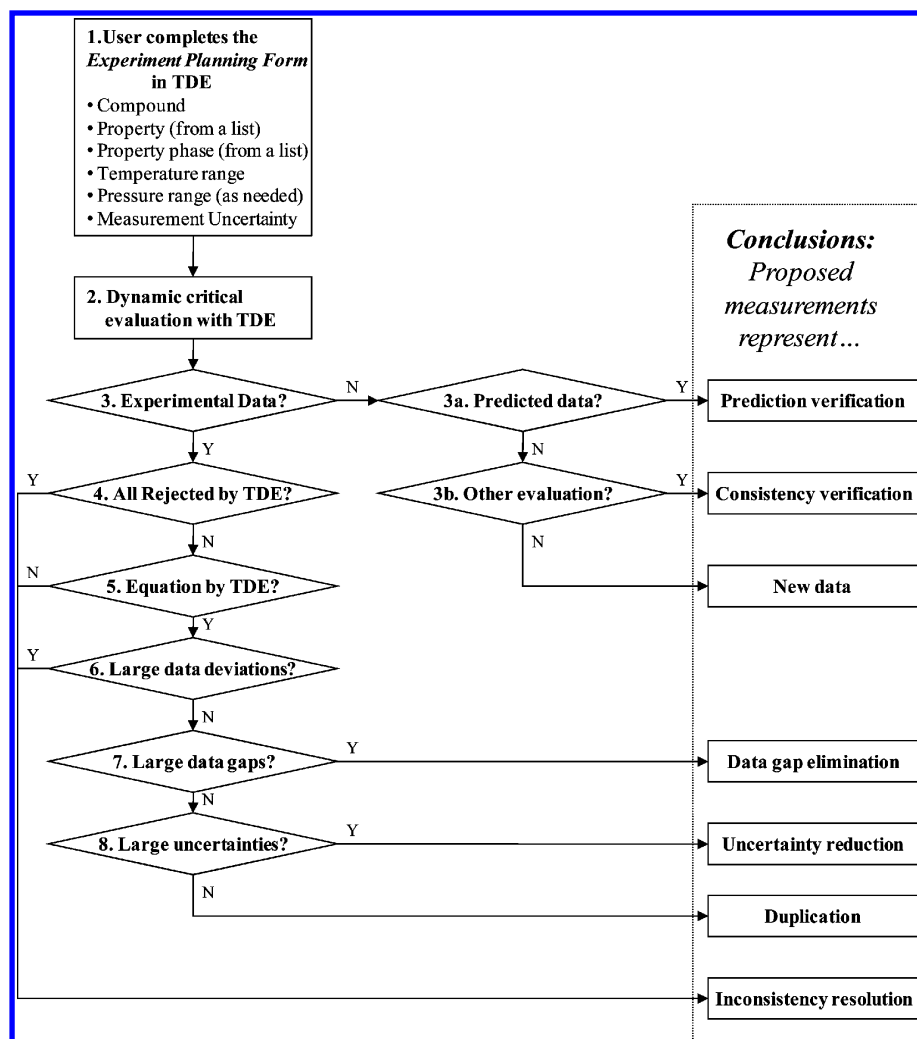 1.User completes the
Experiment Planning Form
in TDE
• Compound
• Property (from a list)
• Property phase (from a list)
• Temperature range
• Pressure range (as needed)
• Measurement Uncertainty
Conclusions:
Proposed
measurements
represent…
2. Dynamic critical
evaluation with TDE
3. Experimental Data?
N
3a. Predicted data?
Y
Prediction verification
Y
N
Y
4. All Rejected by TDE?
3b. Other evaluation?
Y
Consistency verification
N
N
N
5. Equation by TDE?
New data
Y
Y
6. Large data deviations?
N
7. Large data gaps?
Y
Data gap elimination
N
8. Large uncertainties?
Y
Uncertainty reduction
N
Duplication
Inconsistency resolution